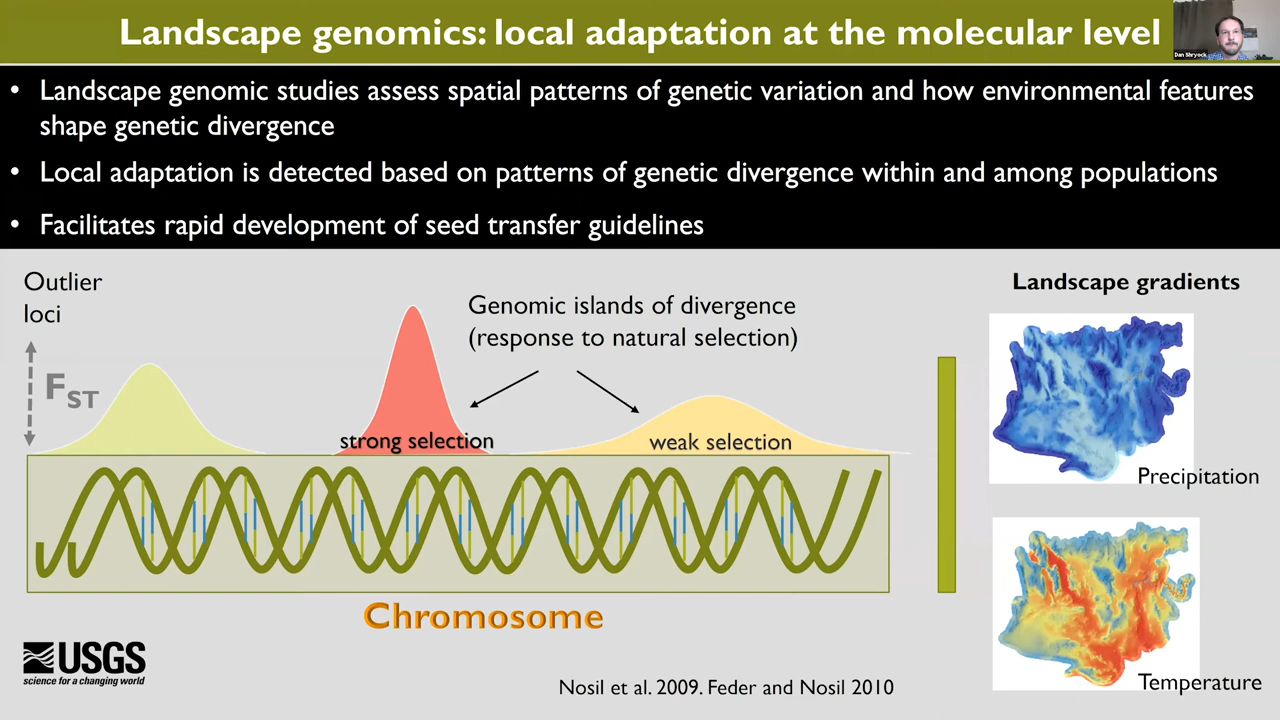 Landscape genomics: local adaptation at the molecular level
Dan Shryock
• Landscape genomic studies assess spatial patterns of genetic variation and how environmental features
shape genetic divergence
• Local adaptation is detected based on patterns of genetic divergence within and among populations
• Facilitates rapid development of seed transfer guidelines
Outlier
loci
FST
Genomic islands of divergence
(response to natural selection)
strong selection
weak selection
Chromosome
Landscape gradients
Precipitation
Temperature
USGS
science for a changing world
Nosil et al. 2009. Feder and Nosil 2010